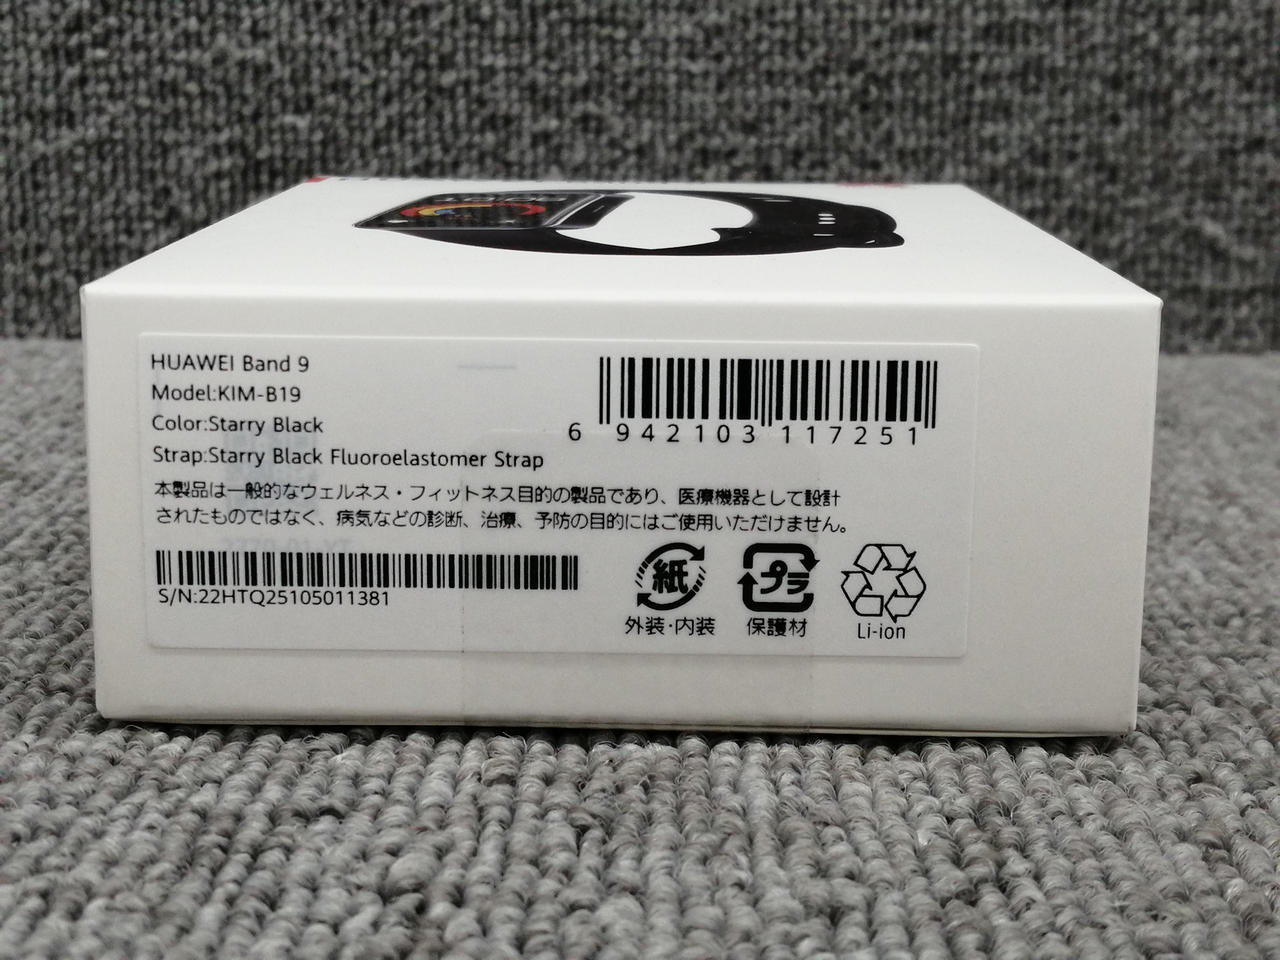 HUAWEI Band 9
Model:KIM-B19
Color:Starry Black
Strap:Starry Black Fluoroelastomer Strap
6 942103 117251
本製品は一般的なウェルネス・フィットネス目的の製品であり、医療機器として設計
されたものではなく、病気などの診断、治療、予防の目的にはご使用いただけません。
S/N:22HTQ25105011381
紙
外装・内装
プラ
保護材
Li-ion